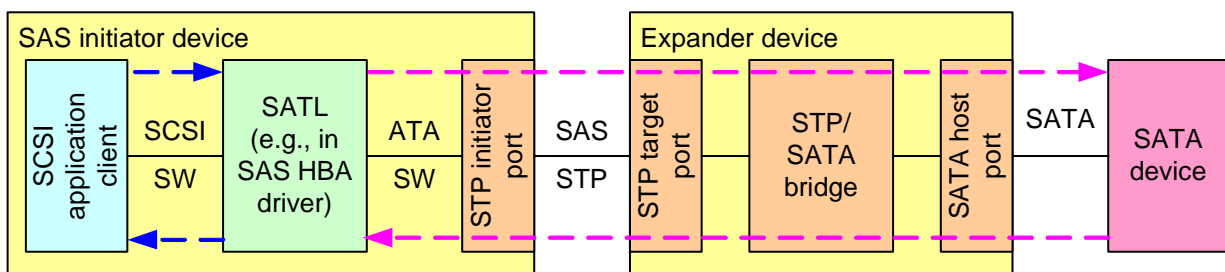 SAS initiator device
SCSI
application
client
SCSI
SW
SATL
(e.g., in
SAS HBA
driver)
ATA
SW
STP initiator
port
SAS
STP
Expander device
STP target
port
STP/
SATA
bridge
SATA host
port
SATA
SATA
device